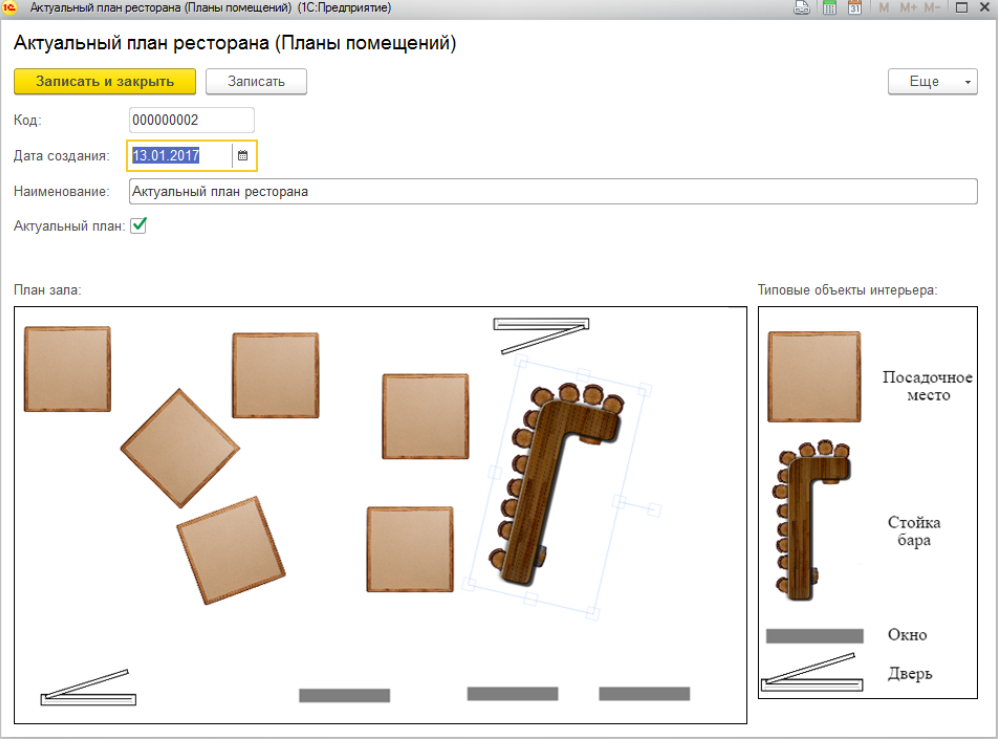 Актуальный план ресторана (Планы помещений) (1С:Предприятие)
M M+ M-
Актуальный план ресторана (Планы помещений)
Записать и закрыть
Записать
Еще
Код:
000000002
Дата создания:
13.01.2017
Наименование:
Актуальный план ресторана
Актуальный план:
План зала:
Типовые объекты интерьера:
Посадочное
место
Стойка
бара
Окно
Дверь